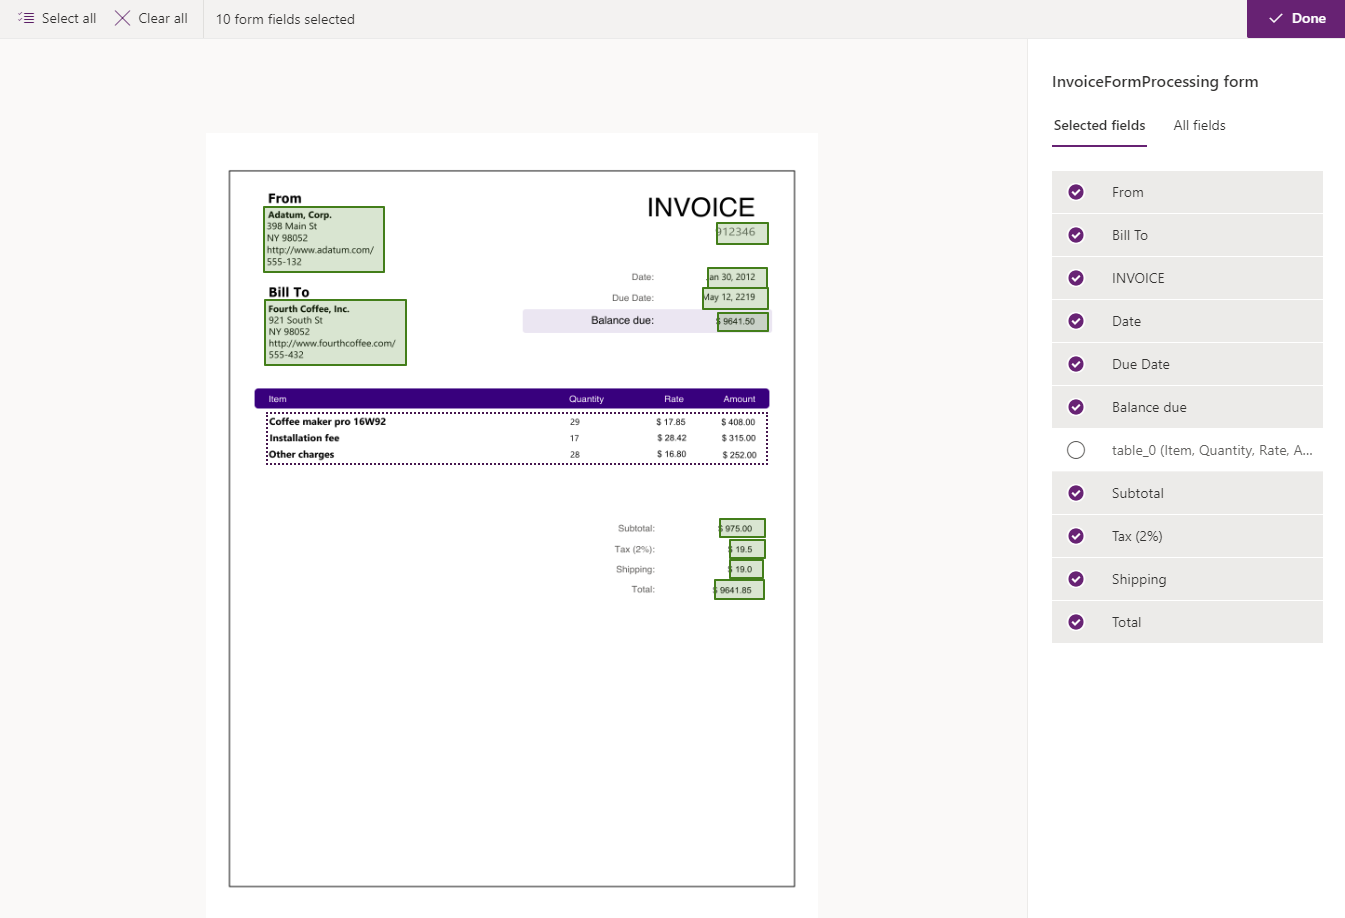 Select all
Clear all
10 form fields selected
Done
From
Adatum, Corp.
398 Main St
NY 98052
http://www.adatum.com/
555-132
INVOICE
912346
Bill To
Fourth Coffee, Inc.
921 South St
NY 98052
http://www.fourthcoffee.com/
555-432
Date: Jan 30, 2012
Due Date: May 12, 2219
Balance due: $ 9641.50
Item Quantity Rate Amount
Coffee maker pro 16W92 29 $ 17.85 $ 408.00
Installation fee 17 $ 28.42 $ 315.00
Other charges 28 $ 16.80 $ 252.00
Subtotal: $ 975.00
Tax (2%): $ 19.5
Shipping: $ 19.0
Total: $ 9641.85
InvoiceFormProcessing form
Selected fields All fields
From
Bill To
INVOICE
Date
Due Date
Balance due
table_0 (Item, Quantity, Rate, A...
Subtotal
Tax (2%)
Shipping
Total